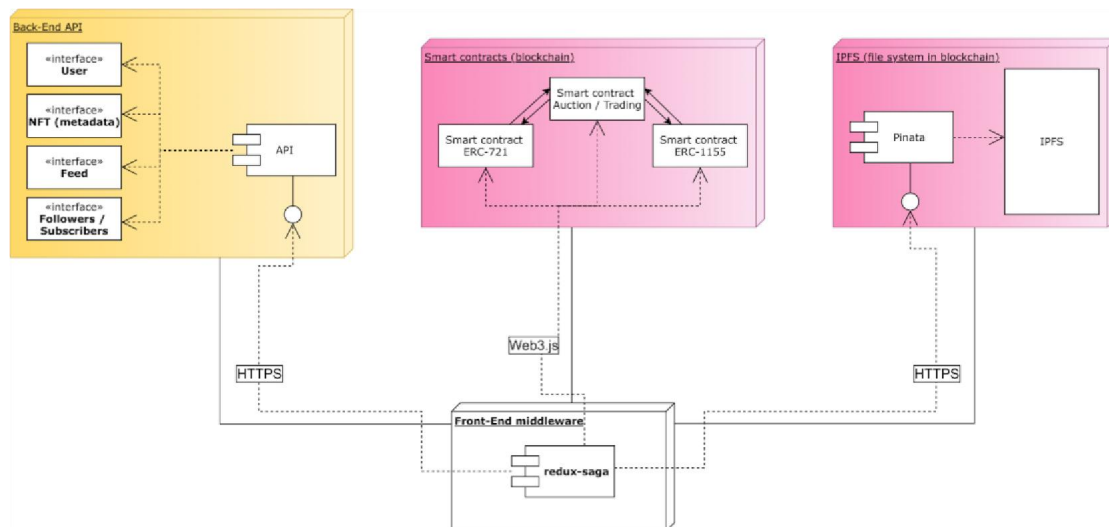 Back-End API
«interface»
User
«interface»
NFT (metadata)
«interface»
Feed
«interface»
Followers /
Subscribers
API
Smart contracts (blockchain)
Smart contract
Auction / Trading
Smart contract
ERC-721
Smart contract
ERC-1155
IPFS (file system in blockchain)
Pinata
IPFS
HTTPS
Web3.js
HTTPS
Front-End middleware
redux-saga